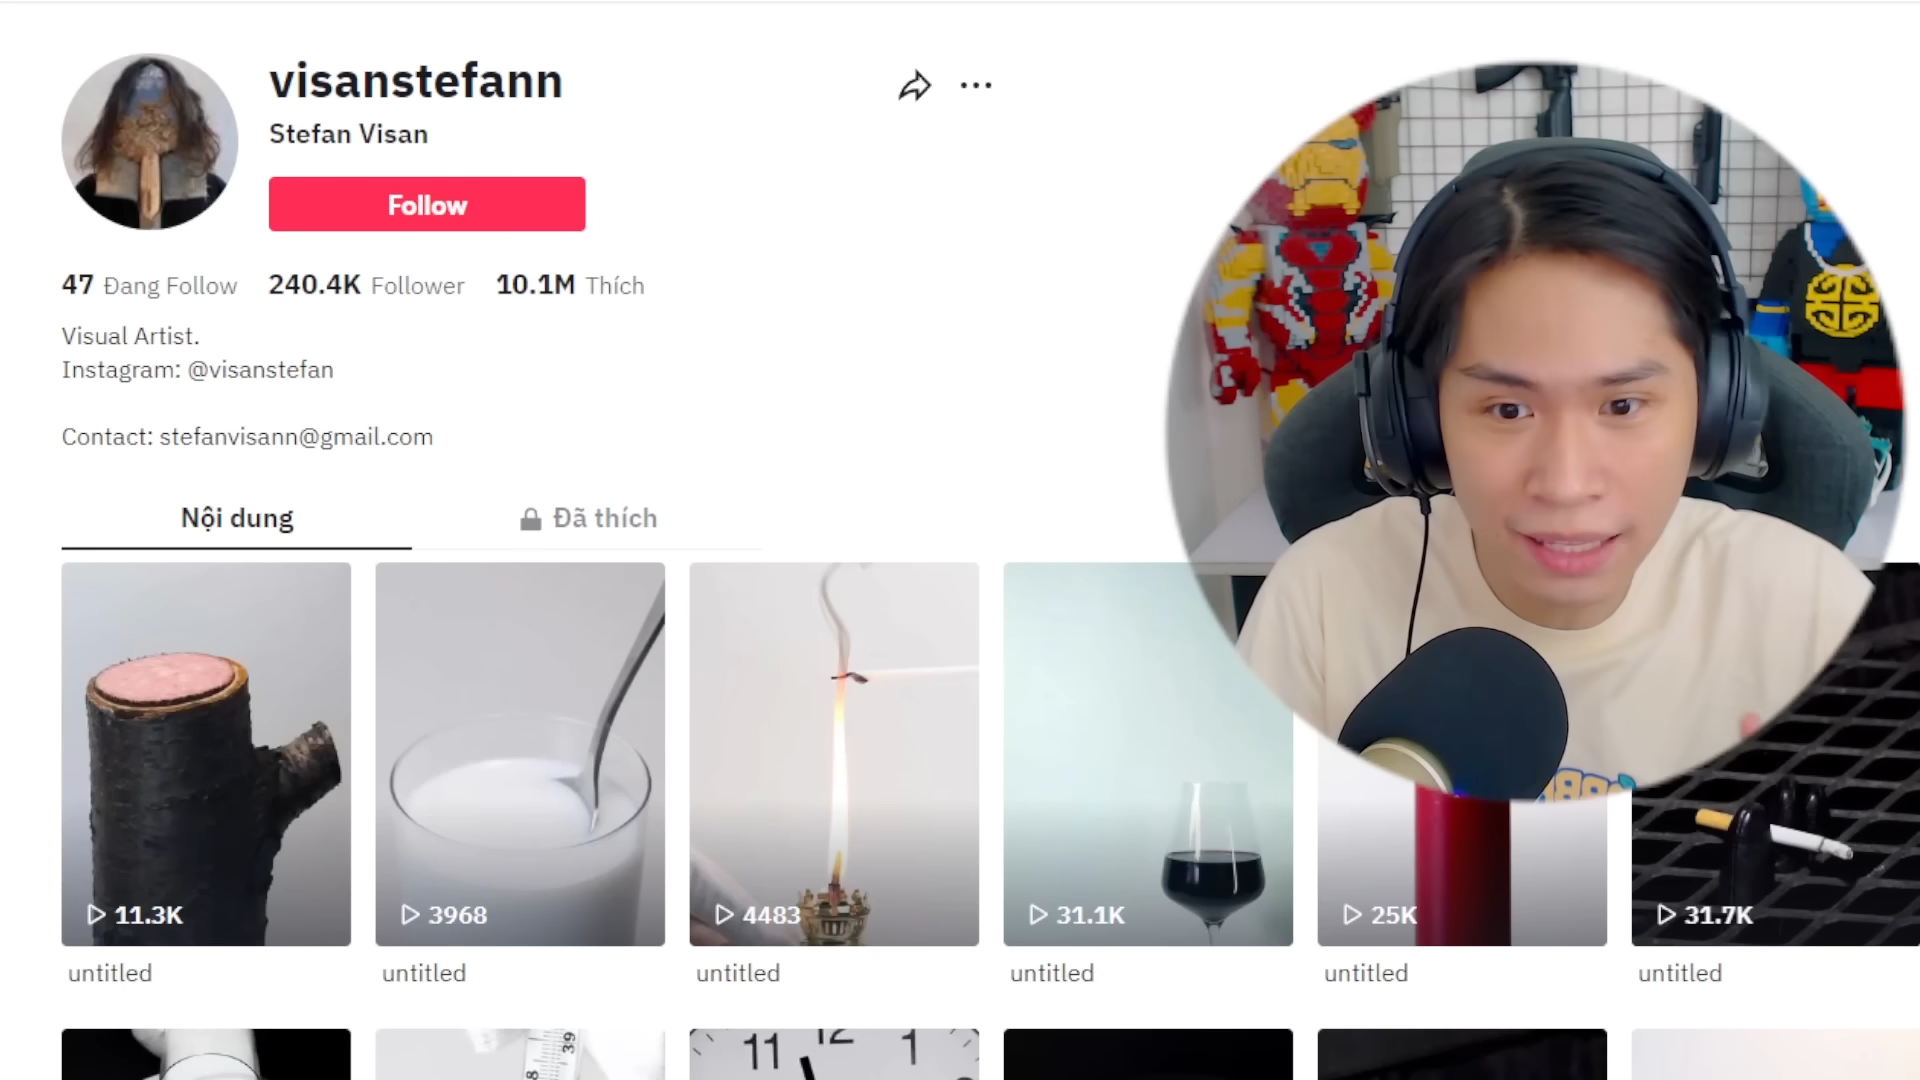 visanstefann
Stefan Visan
Follow
47 Đang Follow 240.4K Follower 10.1M Thích
Visual Artist.
Instagram: @visanstefan
Contact: stefanvisann@gmail.com
Nội dung Đã thích
11.3K 3968 4483 31.1K 25K 31.7K
untitled untitled untitled untitled untitled untitled
39 11 12 1
8